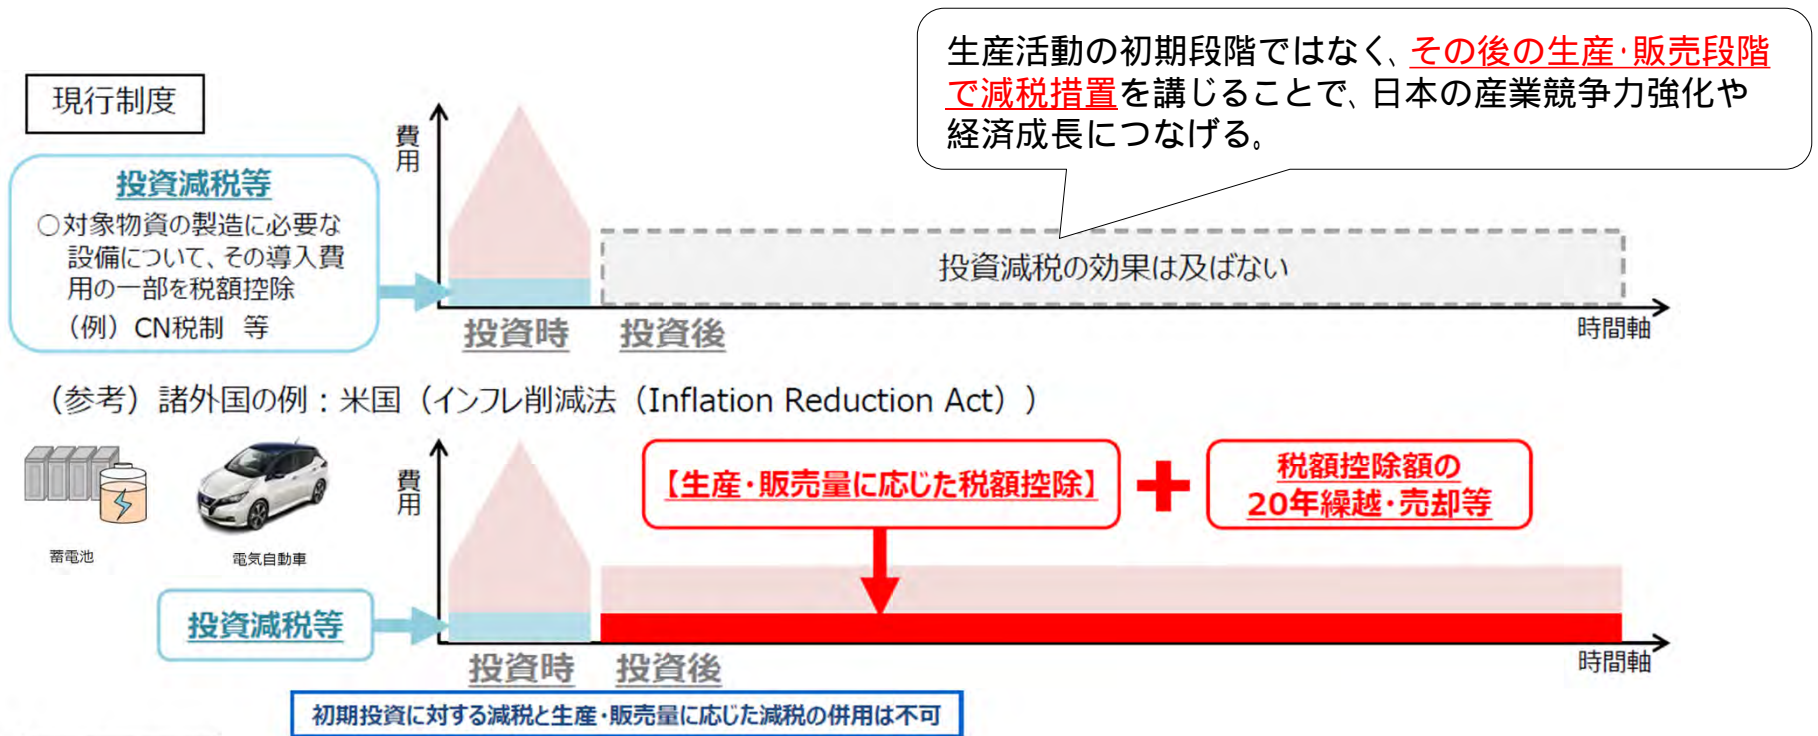 生産活動の初期段階ではなく、その後の生産・販売段階
で減税措置を講じることで、日本の産業競争力強化や
経済成長につなげる。
現行制度
費用
投資減税等
○対象物資の製造に必要な
設備について、その導入費
用の一部を税額控除
（例）CN税制 等
投資減税の効果は及ばない
投資時 投資後
時間軸
（参考）諸外国の例：米国（インフレ削減法（Inflation Reduction Act））
費用
【生産・販売量に応じた税額控除】
税額控除額の
20年繰越・売却等
蓄電池
電気自動車
投資減税等
投資時 投資後
時間軸
初期投資に対する減税と生産・販売量に応じた減税の併用は不可